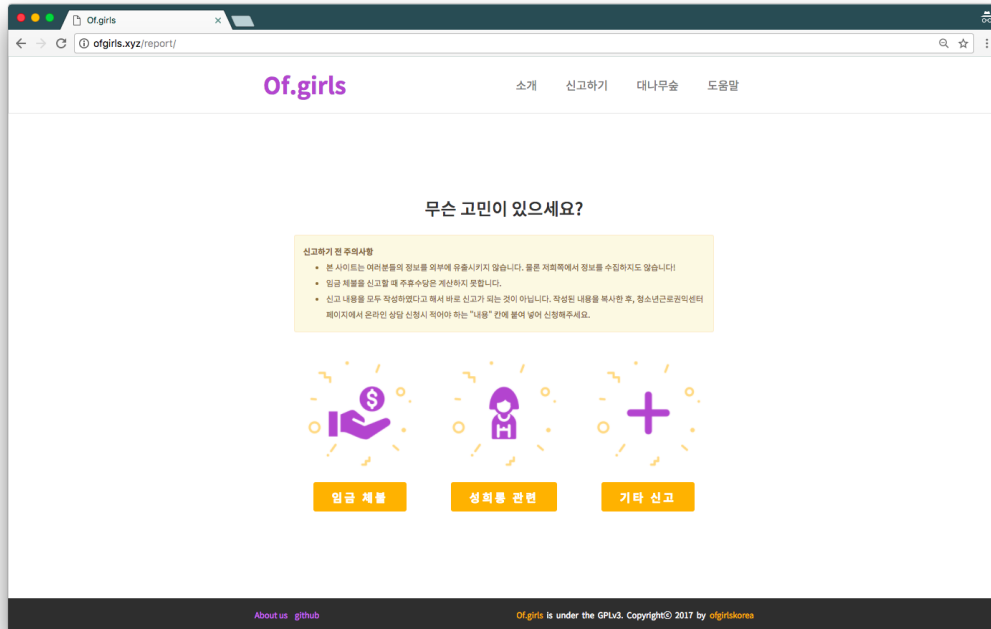 Of.girls
ofgirls.xyz/report/
Of.girls
소개 신고하기 대나무숲 도움말
무슨 고민이 있으세요?
신고하기 전 주의사항
본 사이트는 여러분들의 정보를 외부에 유출시키지 않습니다. 물론 저희쪽에서 정보를 수집하지도 않습니다!
임금 체불을 신고할 때 주휴수당은 계산하지 못합니다.
신고 내용을 모두 작성하였다고 해서 바로 신고가 되는 것이 아닙니다. 작성된 내용을 복사한 후, 청소년근로권익센터
페이지에서 온라인 상담 신청시 적어야 하는 "내용" 칸에 붙여 넣어 신청해주세요.
$
임금 체불 성희롱 관련 기타 신고
About us github Of.girls is under the GPLv3. Copyrightⓒ 2017 by ofgirlskorea